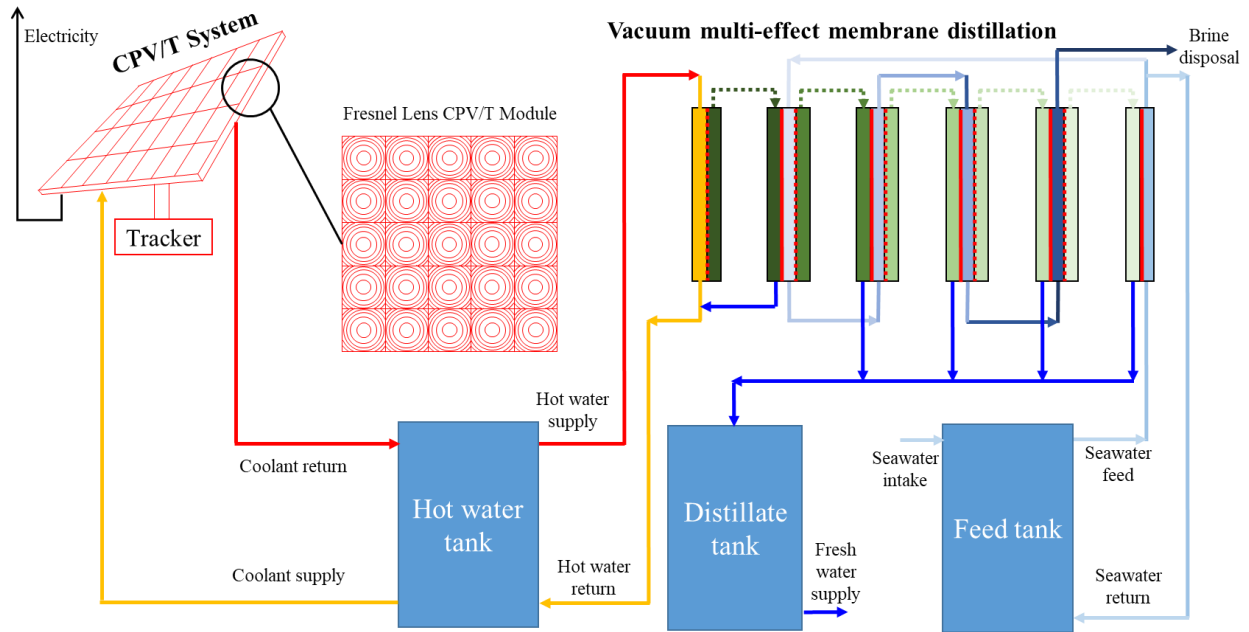 Electricity
CPV/T System
Vacuum multi-effect membrane distillation
Brine
disposal
Fresnel Lens CPV/T Module
Tracker
Hot water
supply
Coolant return
Hot water
tank
Coolant supply
Hot water
return
Distillate
tank
Fresh
water
supply
Seawater
intake
Feed tank
Seawater
feed
Seawater
return